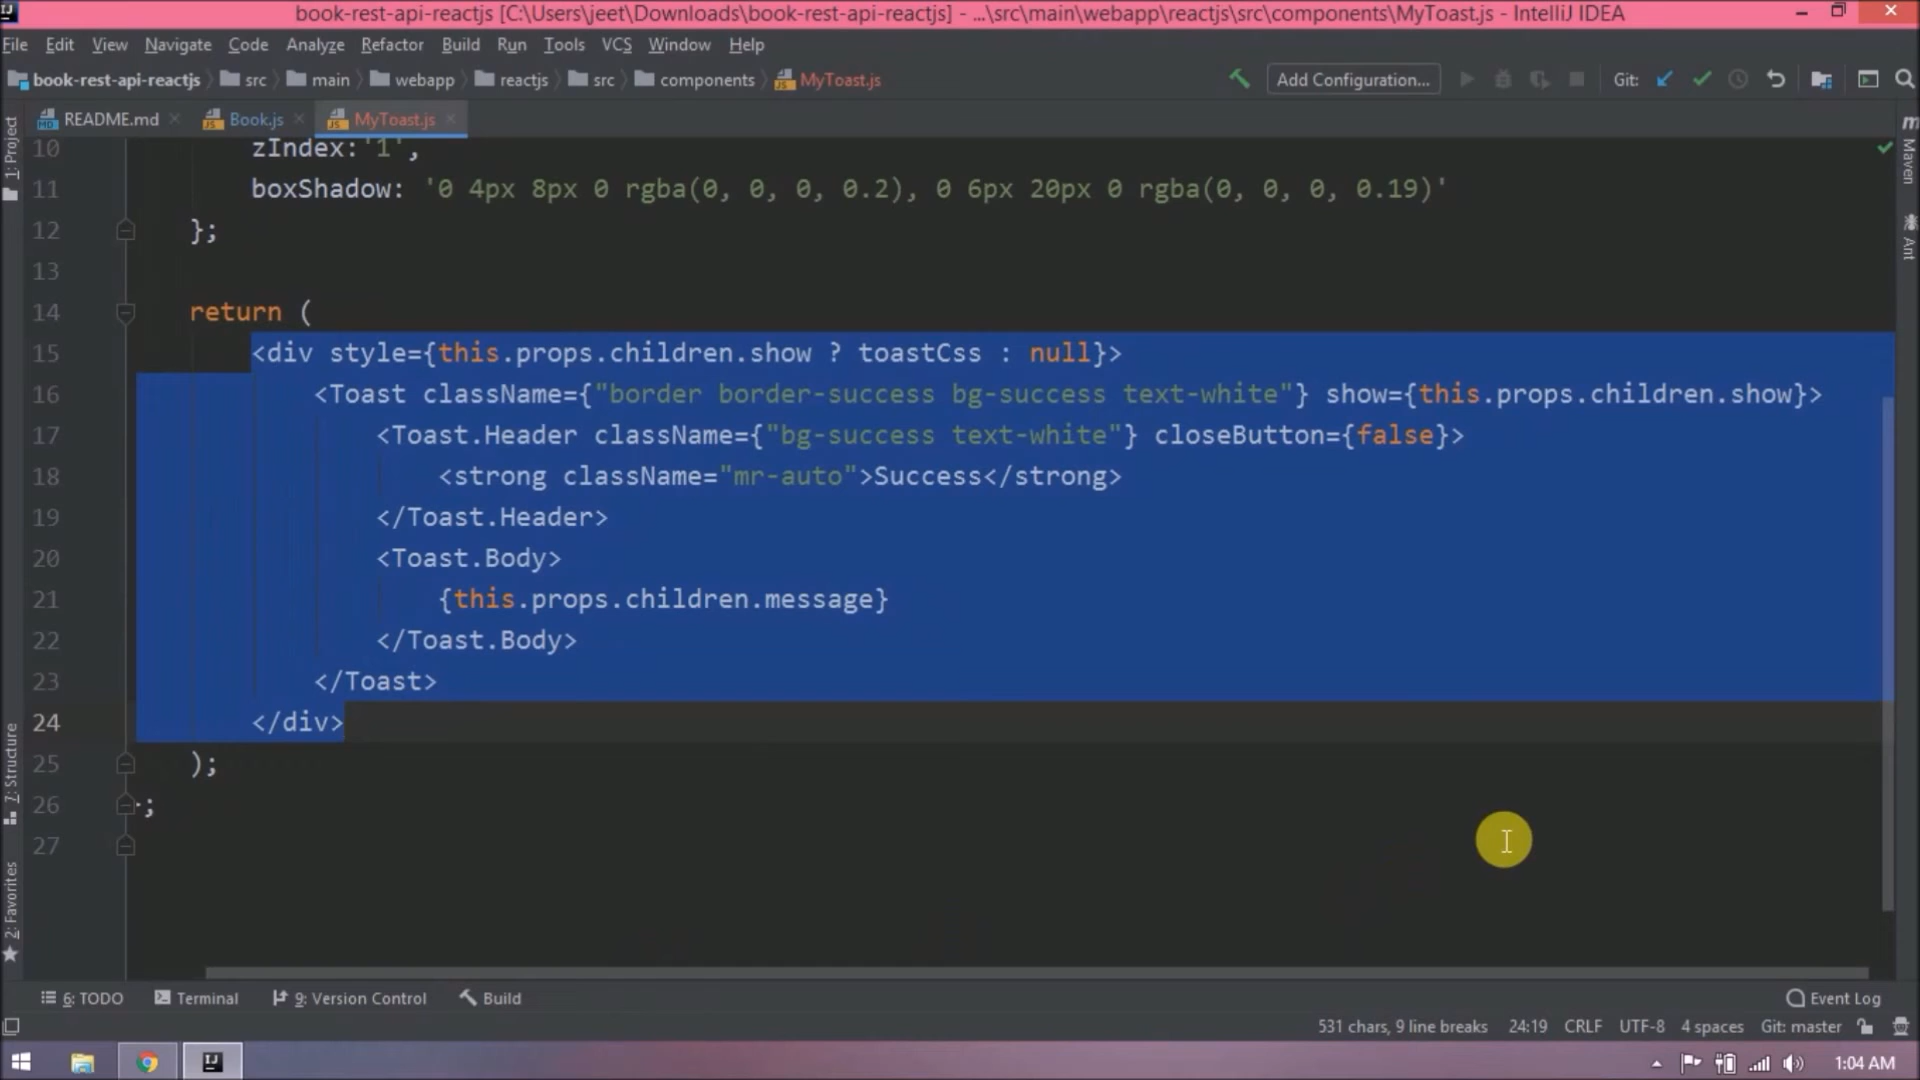 book-rest-api-reactjs [C:\Users\jeet\Downloads\book-rest-api-reactjs] - ...\src\main\webapp\reactjs\src\components\MyToast.js - IntelliJ IDEA
File Edit View Navigate Code Analyze Refactor Build Run Tools VCS Window Help
book-rest-api-reactjs src main webapp reactjs src components MyToast.js Add Configuration... Git:
README.md Book.js MyToast.js
1: Project
Maven
Ant
7: Structure
2: Favorites
10 zIndex:'1',
11 boxShadow: '0 4px 8px 0 rgba(0, 0, 0, 0.2), 0 6px 20px 0 rgba(0, 0, 0, 0.19)'
12 };
13
14 return (
15 <div style={this.props.children.show ? toastCss : null}>
16 <Toast className={"border border-success bg-success text-white"} show={this.props.children.show}>
17 <Toast.Header className={"bg-success text-white"} closeButton={false}>
18 <strong className="mr-auto">Success</strong>
19 </Toast.Header>
20 <Toast.Body>
21 {this.props.children.message}
22 </Toast.Body>
23 </Toast>
24 </div>
25 );
26 ;
27
6: TODO Terminal 9: Version Control Build Event Log
531 chars, 9 line breaks 24:19 CRLF UTF-8 4 spaces Git: master
1:04 AM